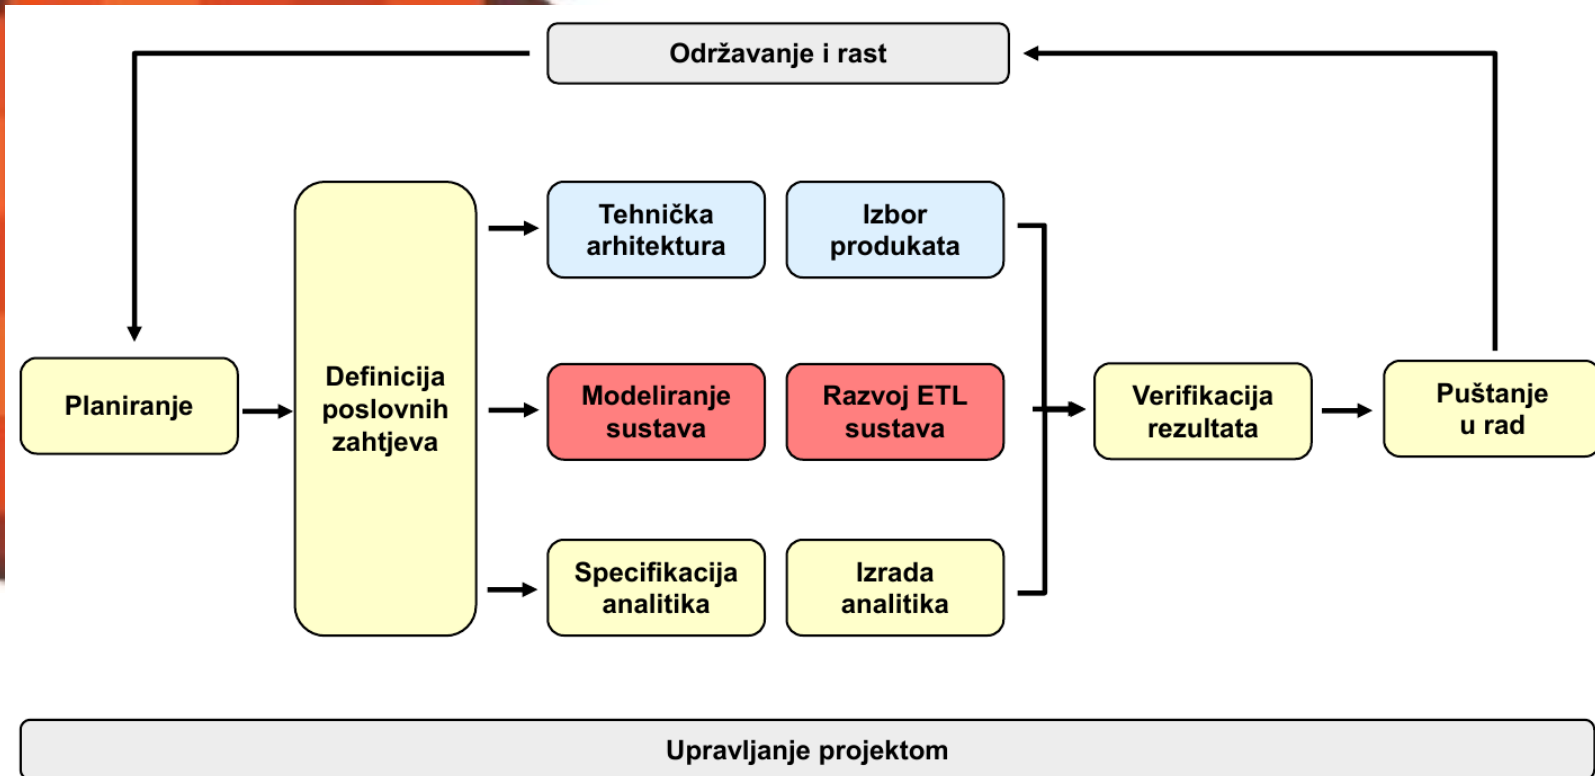 Održavanje i rast
Tehnička
arhitektura
Izbor
produkata
Planiranje
Definicija
poslovnih
zahtjeva
Modeliranje
sustava
Razvoj ETL
sustava
Verifikacija
rezultata
Puštanje
u rad
Specifikacija
analitika
Izrada
analitika
Upravljanje projektom